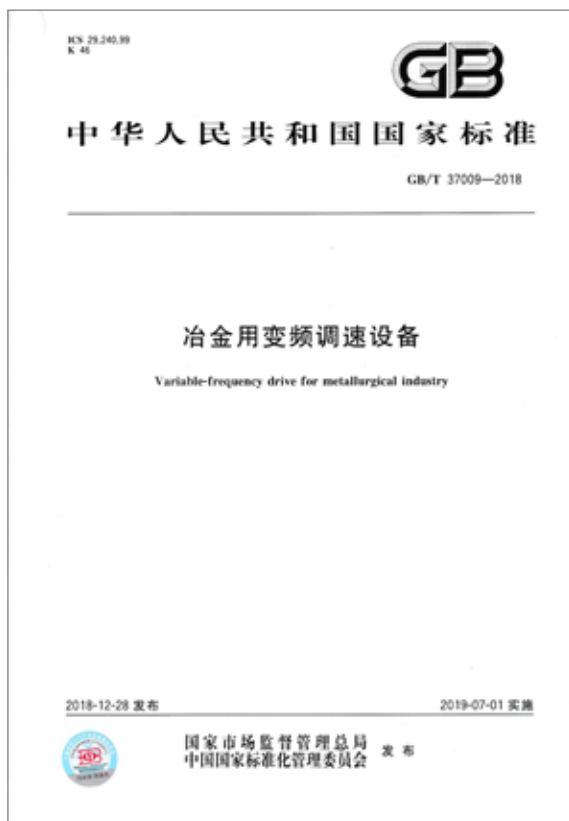 ICS 29.240.99
K 46
GB
中华人民共和国国家标准
GB/T 37009—2018
冶金用变频调速设备
Variable-frequency drive for metallurgical industry
2018-12-28 发布
2019-07-01 实施
国家市场监督管理总局
中国国家标准化管理委员会
发布